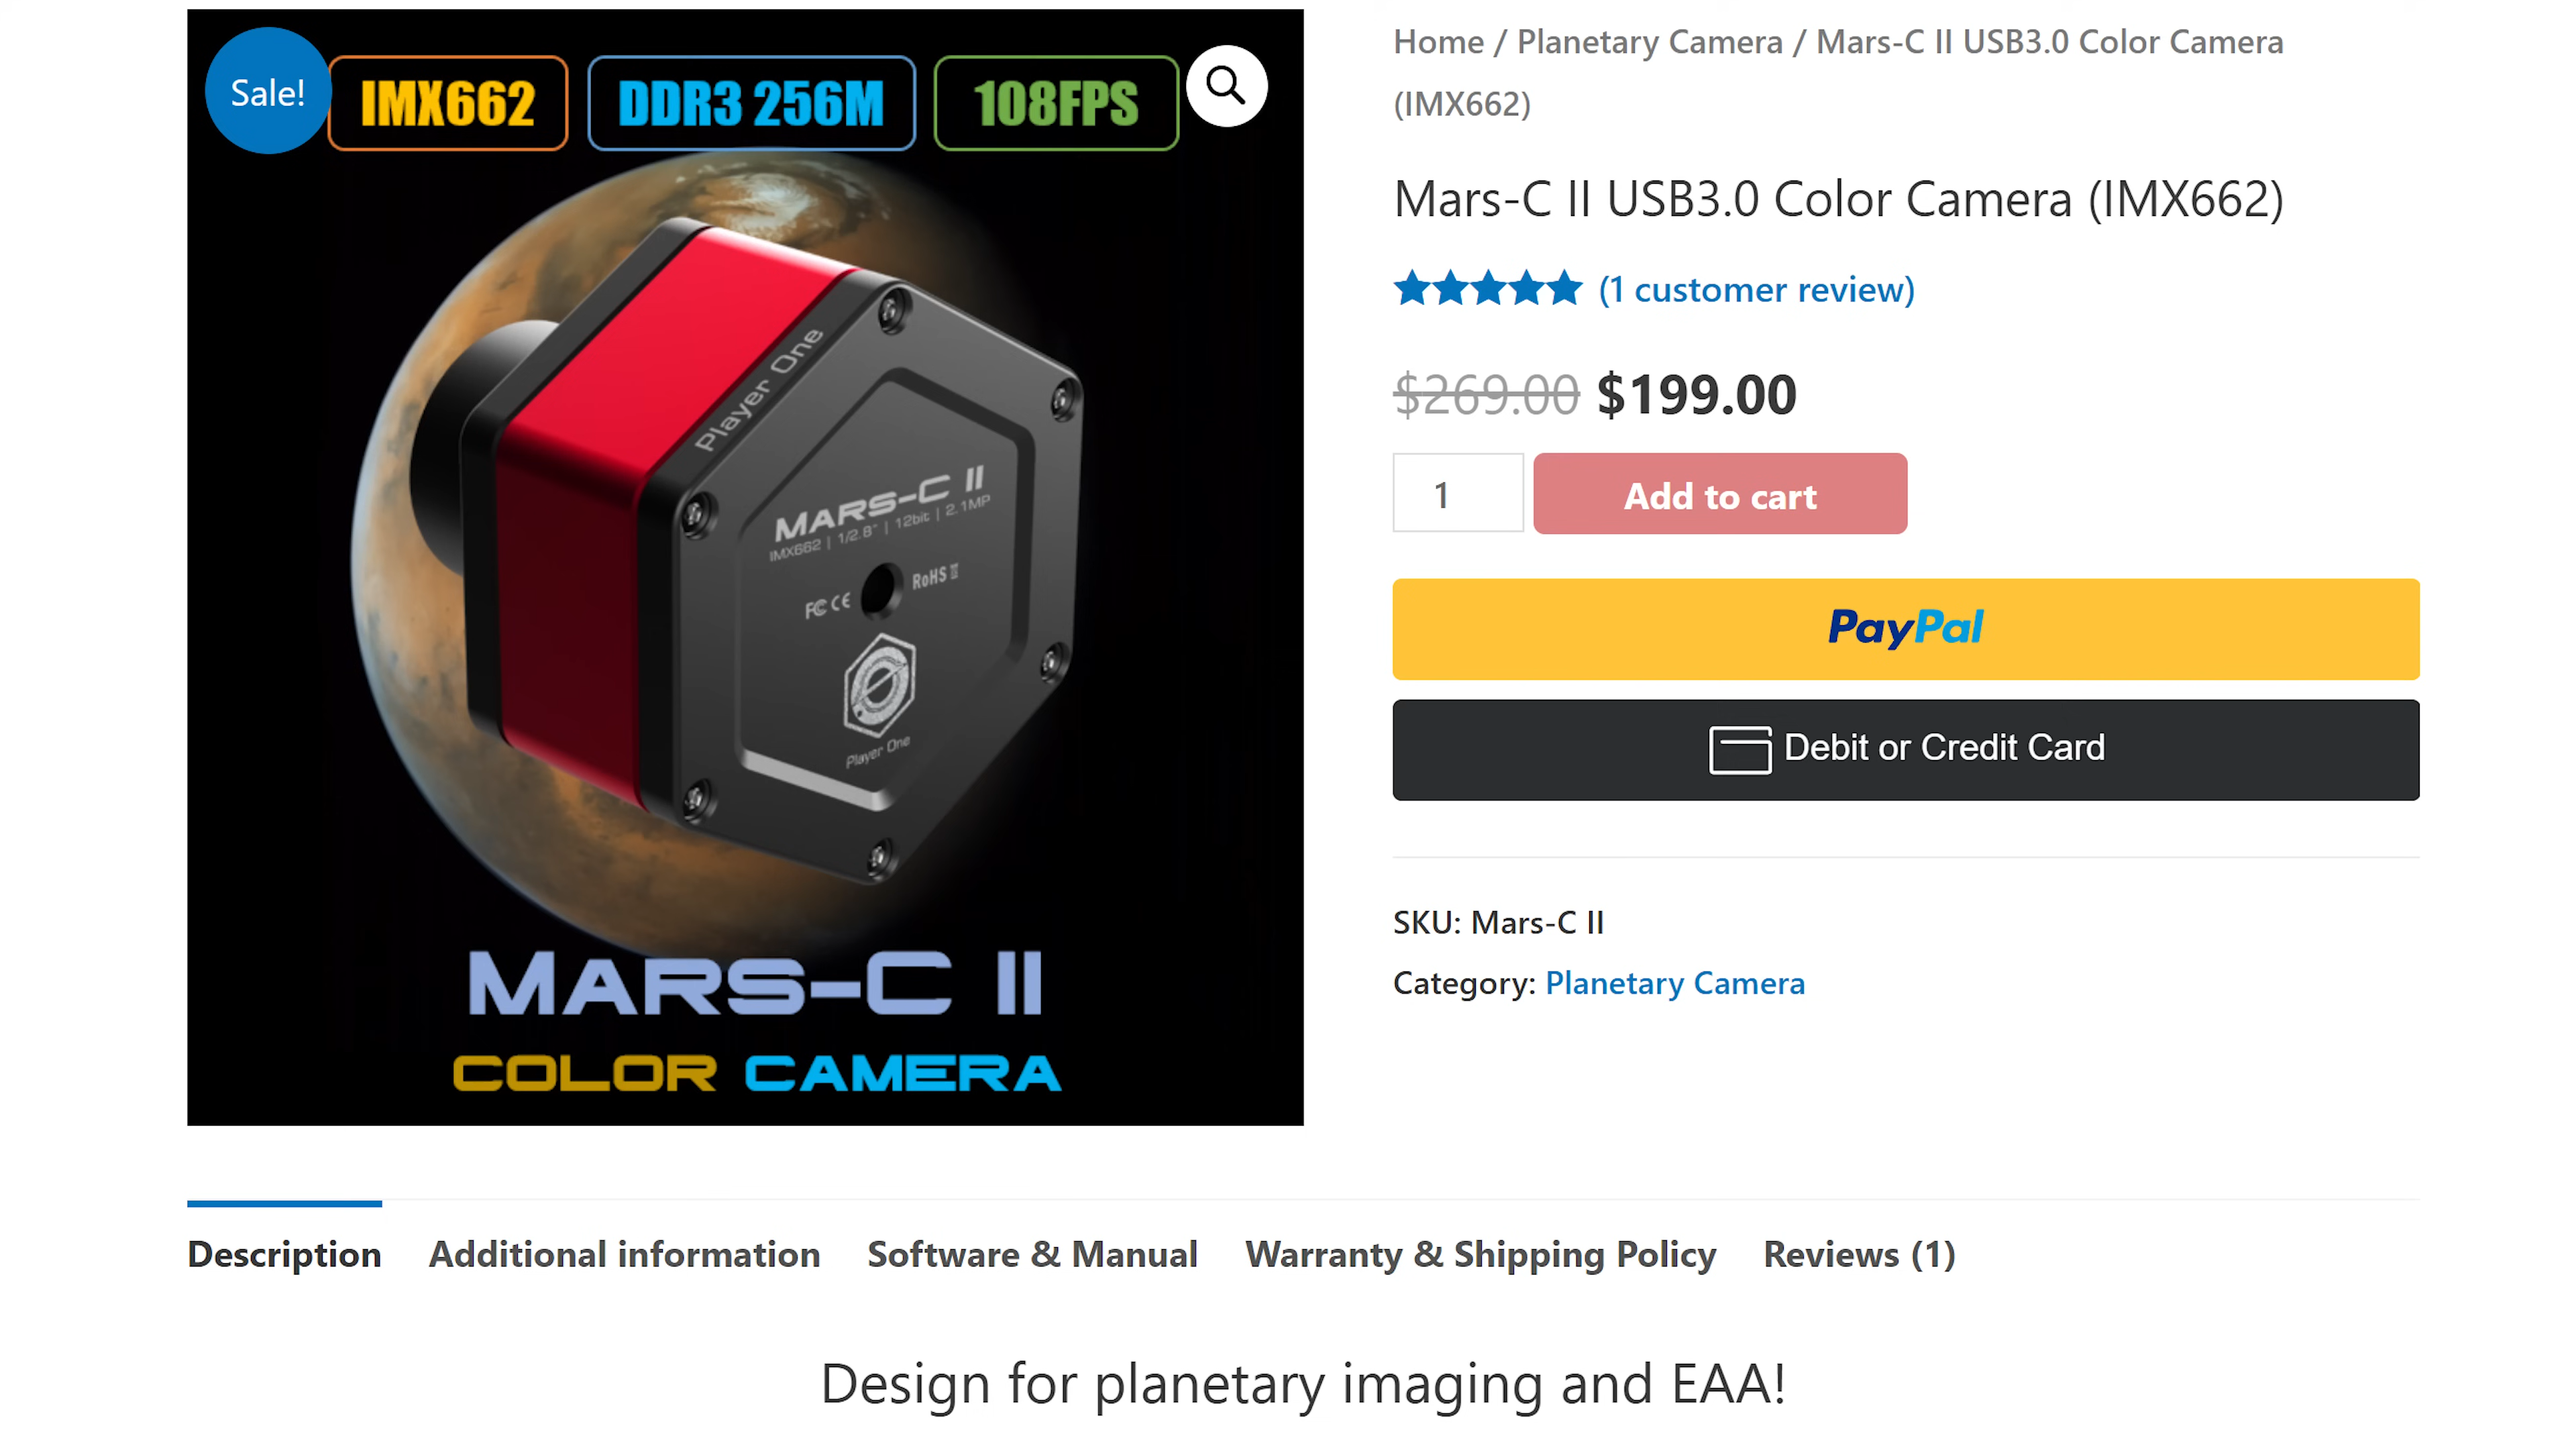 Sale!
IMX662
DDR3 256M
108FPS
Player One
MARS-C II
IMX662 | 1/2.8" | 12bit | 2.1MP
FC CE
RoHS
Player One
MARS-C II
COLOR CAMERA
Home / Planetary Camera / Mars-C II USB3.0 Color Camera
(IMX662)
Mars-C II USB3.0 Color Camera (IMX662)
(1 customer review)
$269.00 $199.00
1
Add to cart
PayPal
Debit or Credit Card
SKU: Mars-C II
Category: Planetary Camera
Description Additional information Software & Manual Warranty & Shipping Policy Reviews (1)
Design for planetary imaging and EAA!